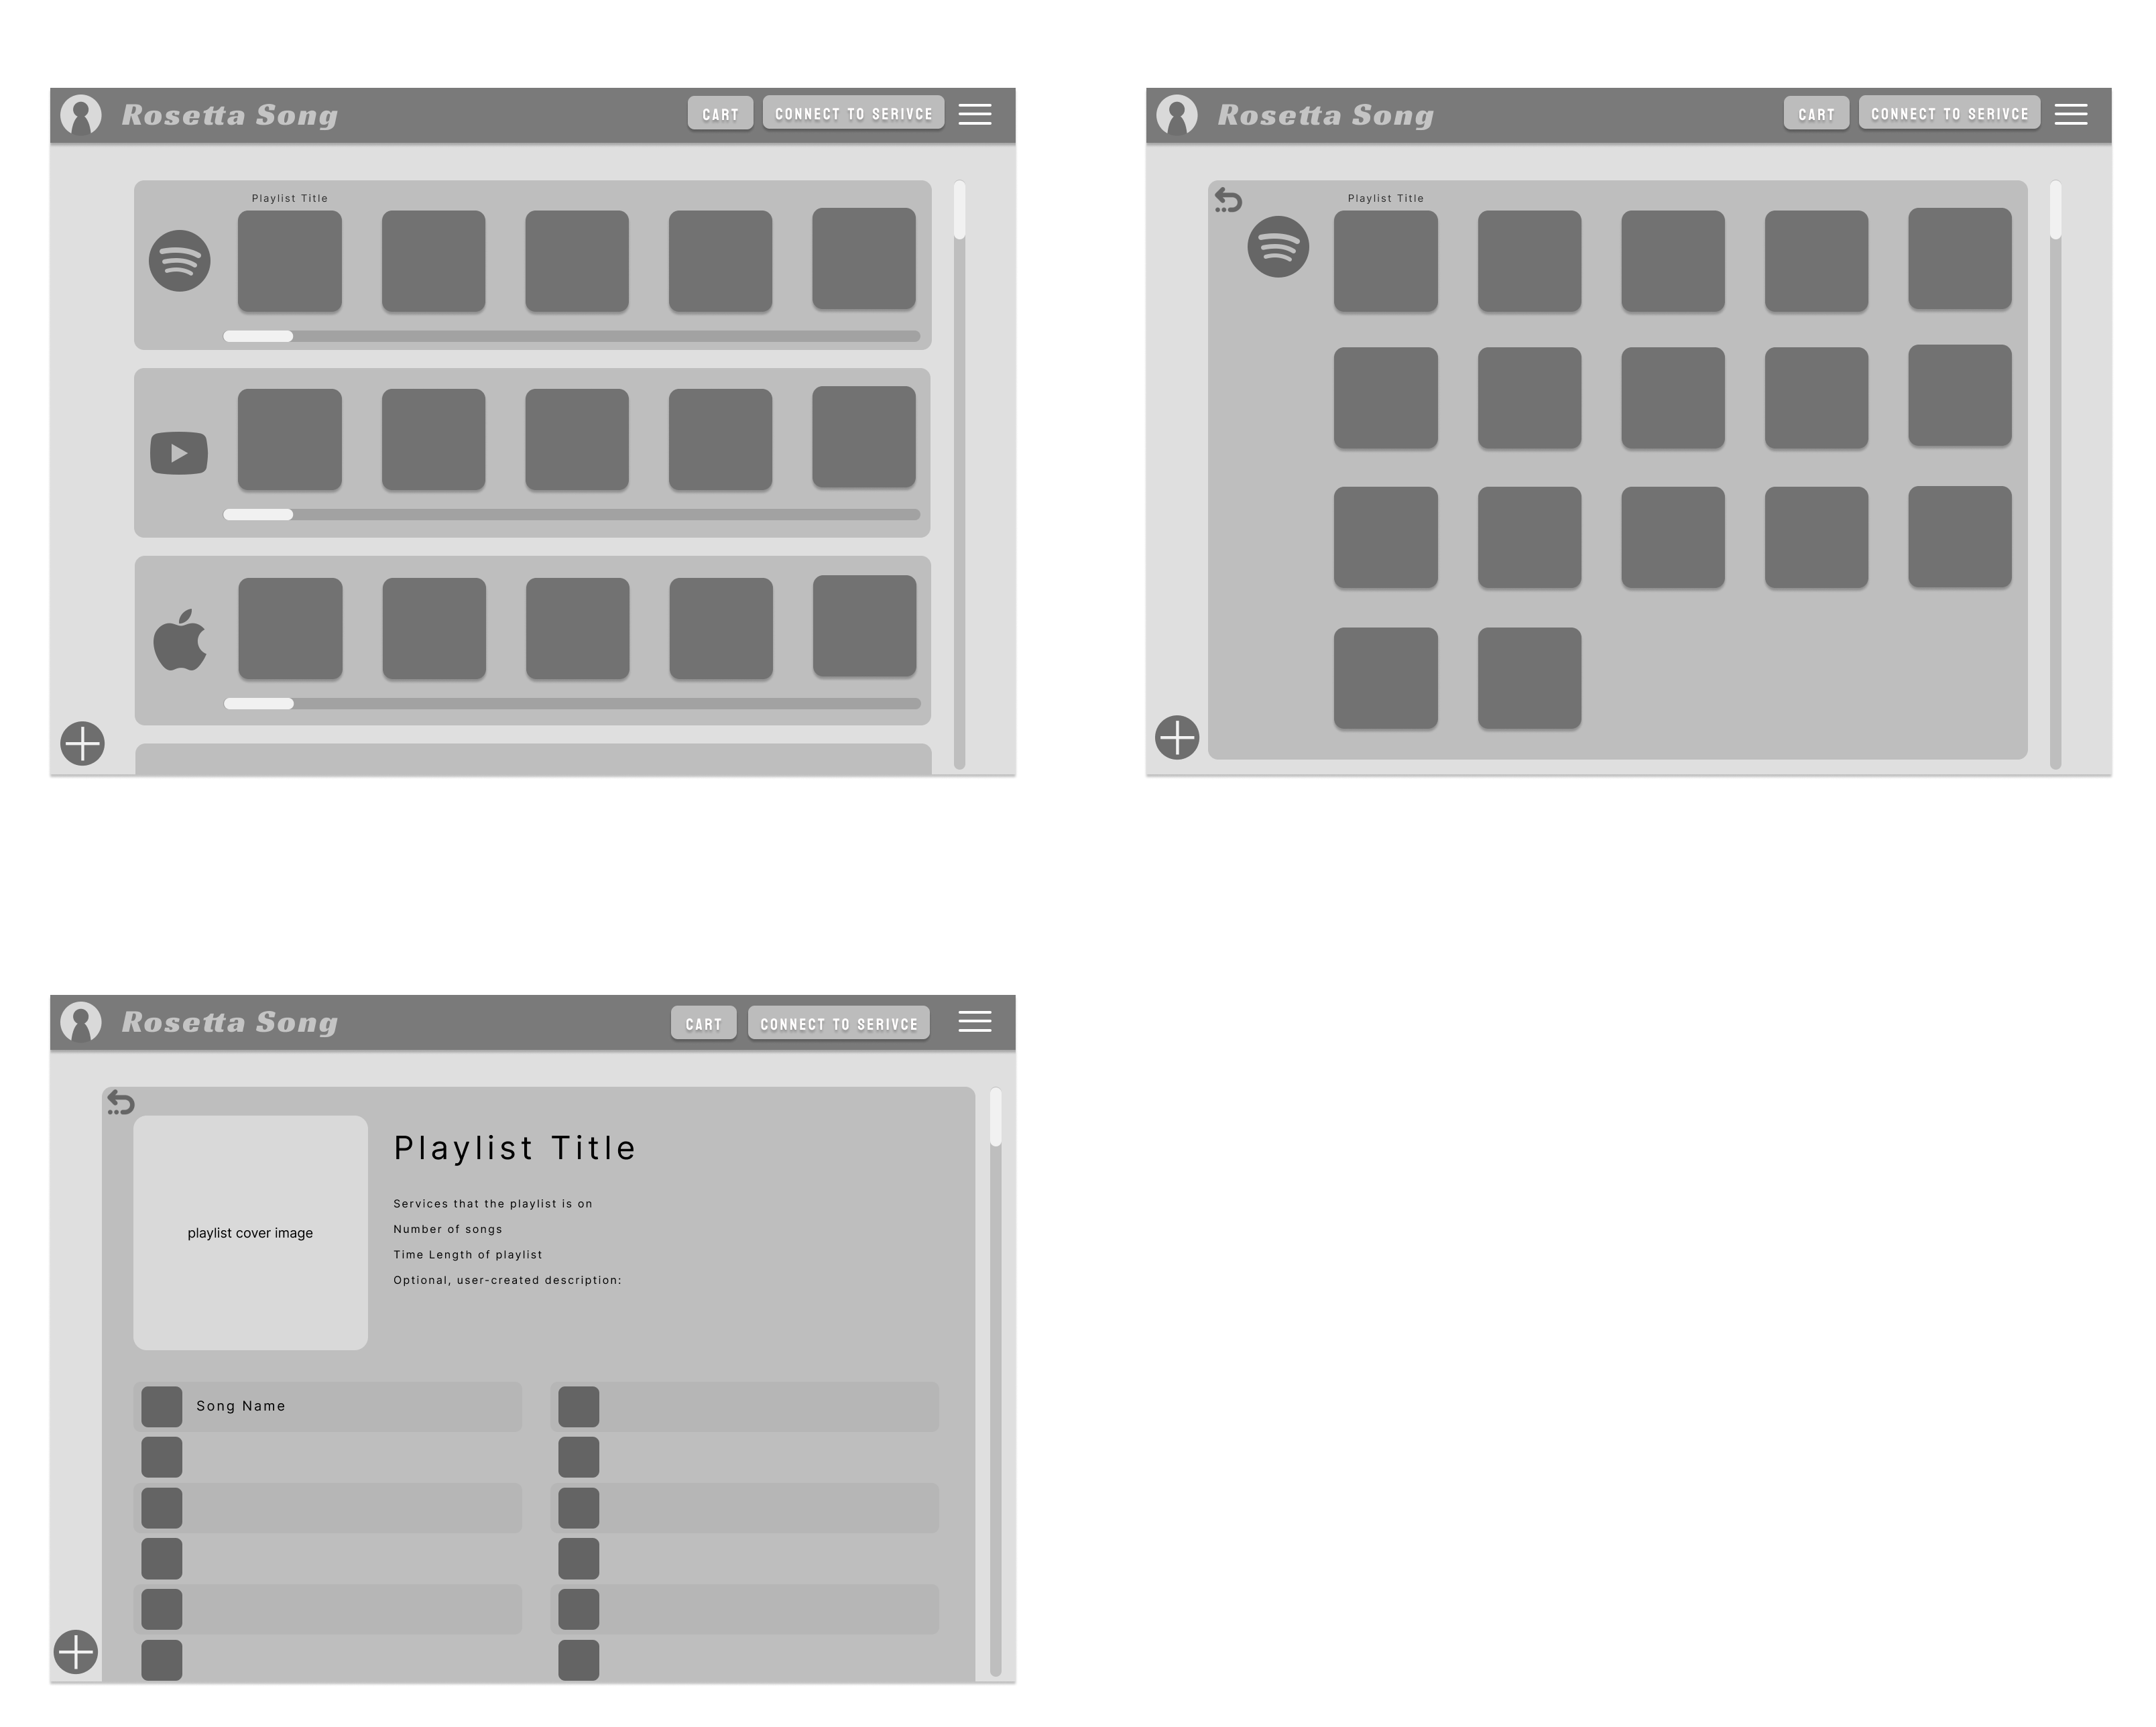 Rosetta Song
CART
CONNECT TO SERIVCE
Playlist Title
Rosetta Song
CART
CONNECT TO SERIVCE
Playlist Title
Rosetta Song
CART
CONNECT TO SERIVCE
Playlist Title
Services that the playlist is on
Number of songs
Time Length of playlist
Optional, user-created description:
playlist cover image
Song Name